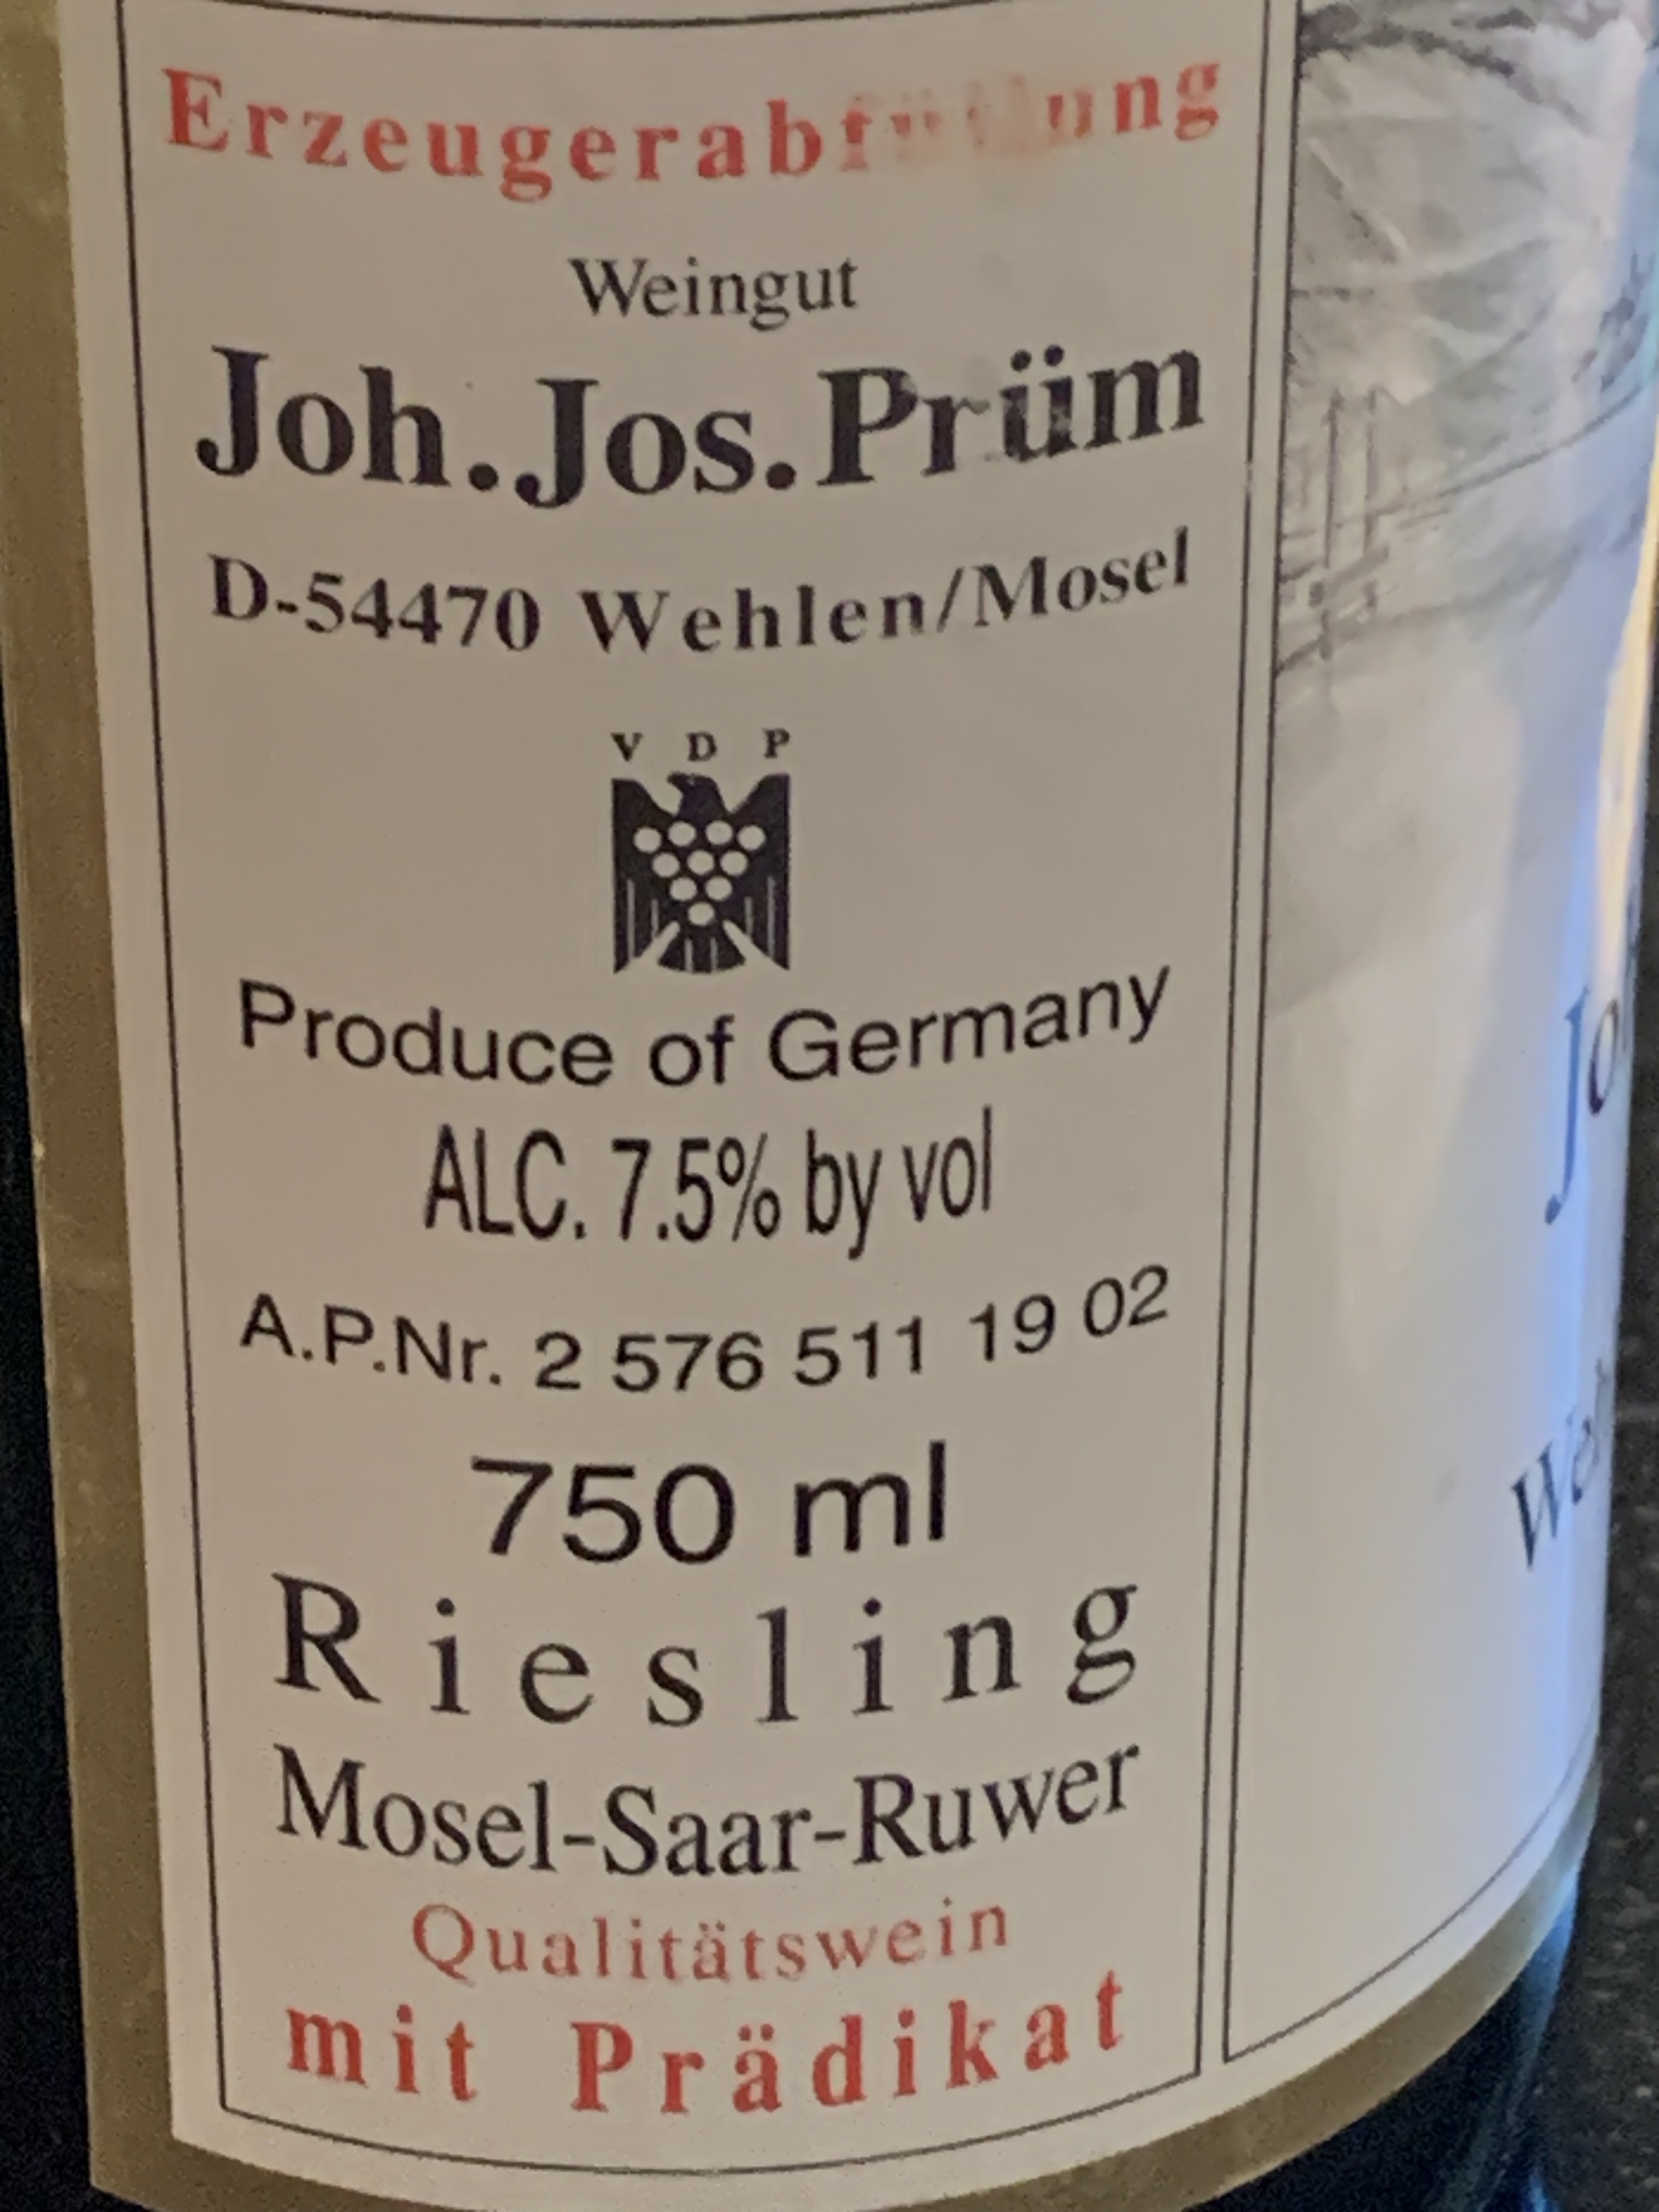 Erzeugerabfüllung
Weingut
Joh. Jos. Prüm
D-54470 Wehlen/Mosel
V D P
Produce of Germany
ALC. 7.5% by vol
A.P.Nr. 2 576 511 19 02
750 ml
Riesling
Mosel-Saar-Ruwer
Qualitätswein
mit Prädikat